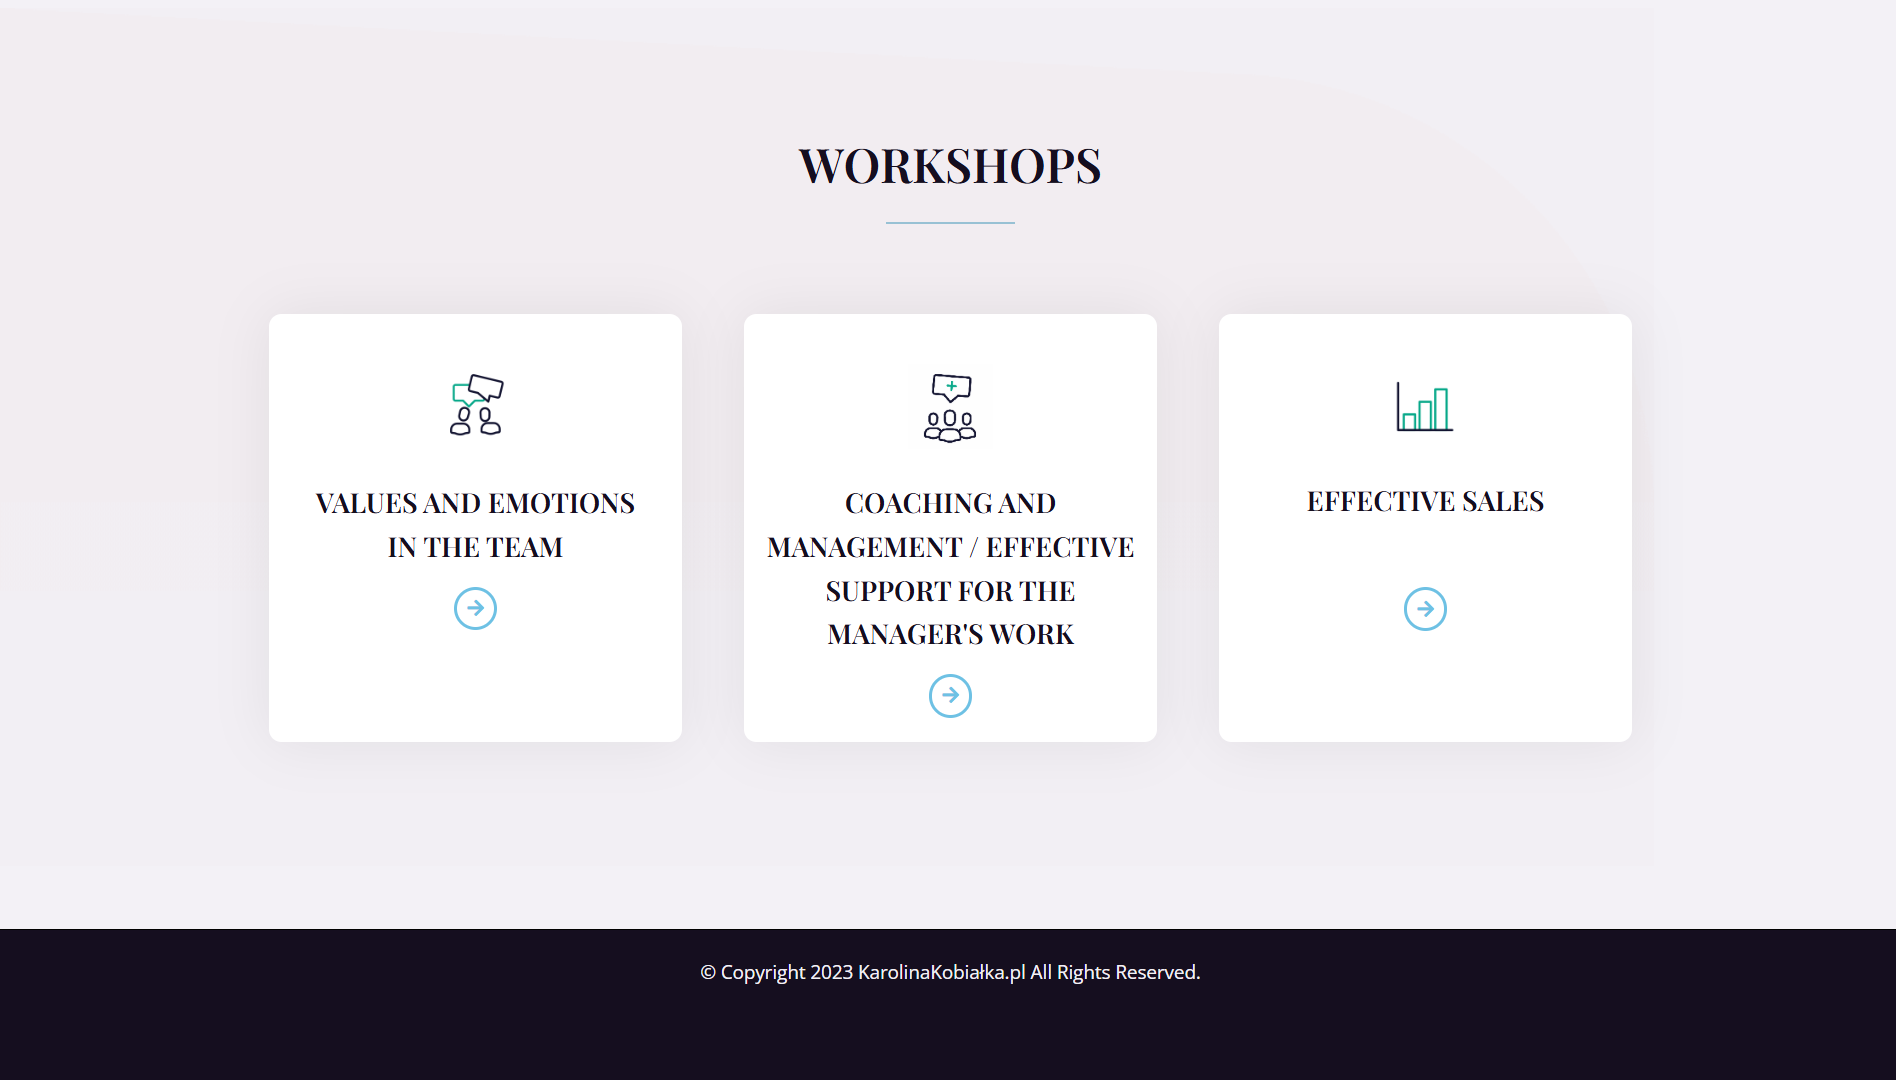 WORKSHOPS
VALUES AND EMOTIONS
IN THE TEAM
COACHING AND
MANAGEMENT / EFFECTIVE
SUPPORT FOR THE
MANAGER'S WORK
EFFECTIVE SALES
© Copyright 2023 KarolinaKobiałka.pl All Rights Reserved.